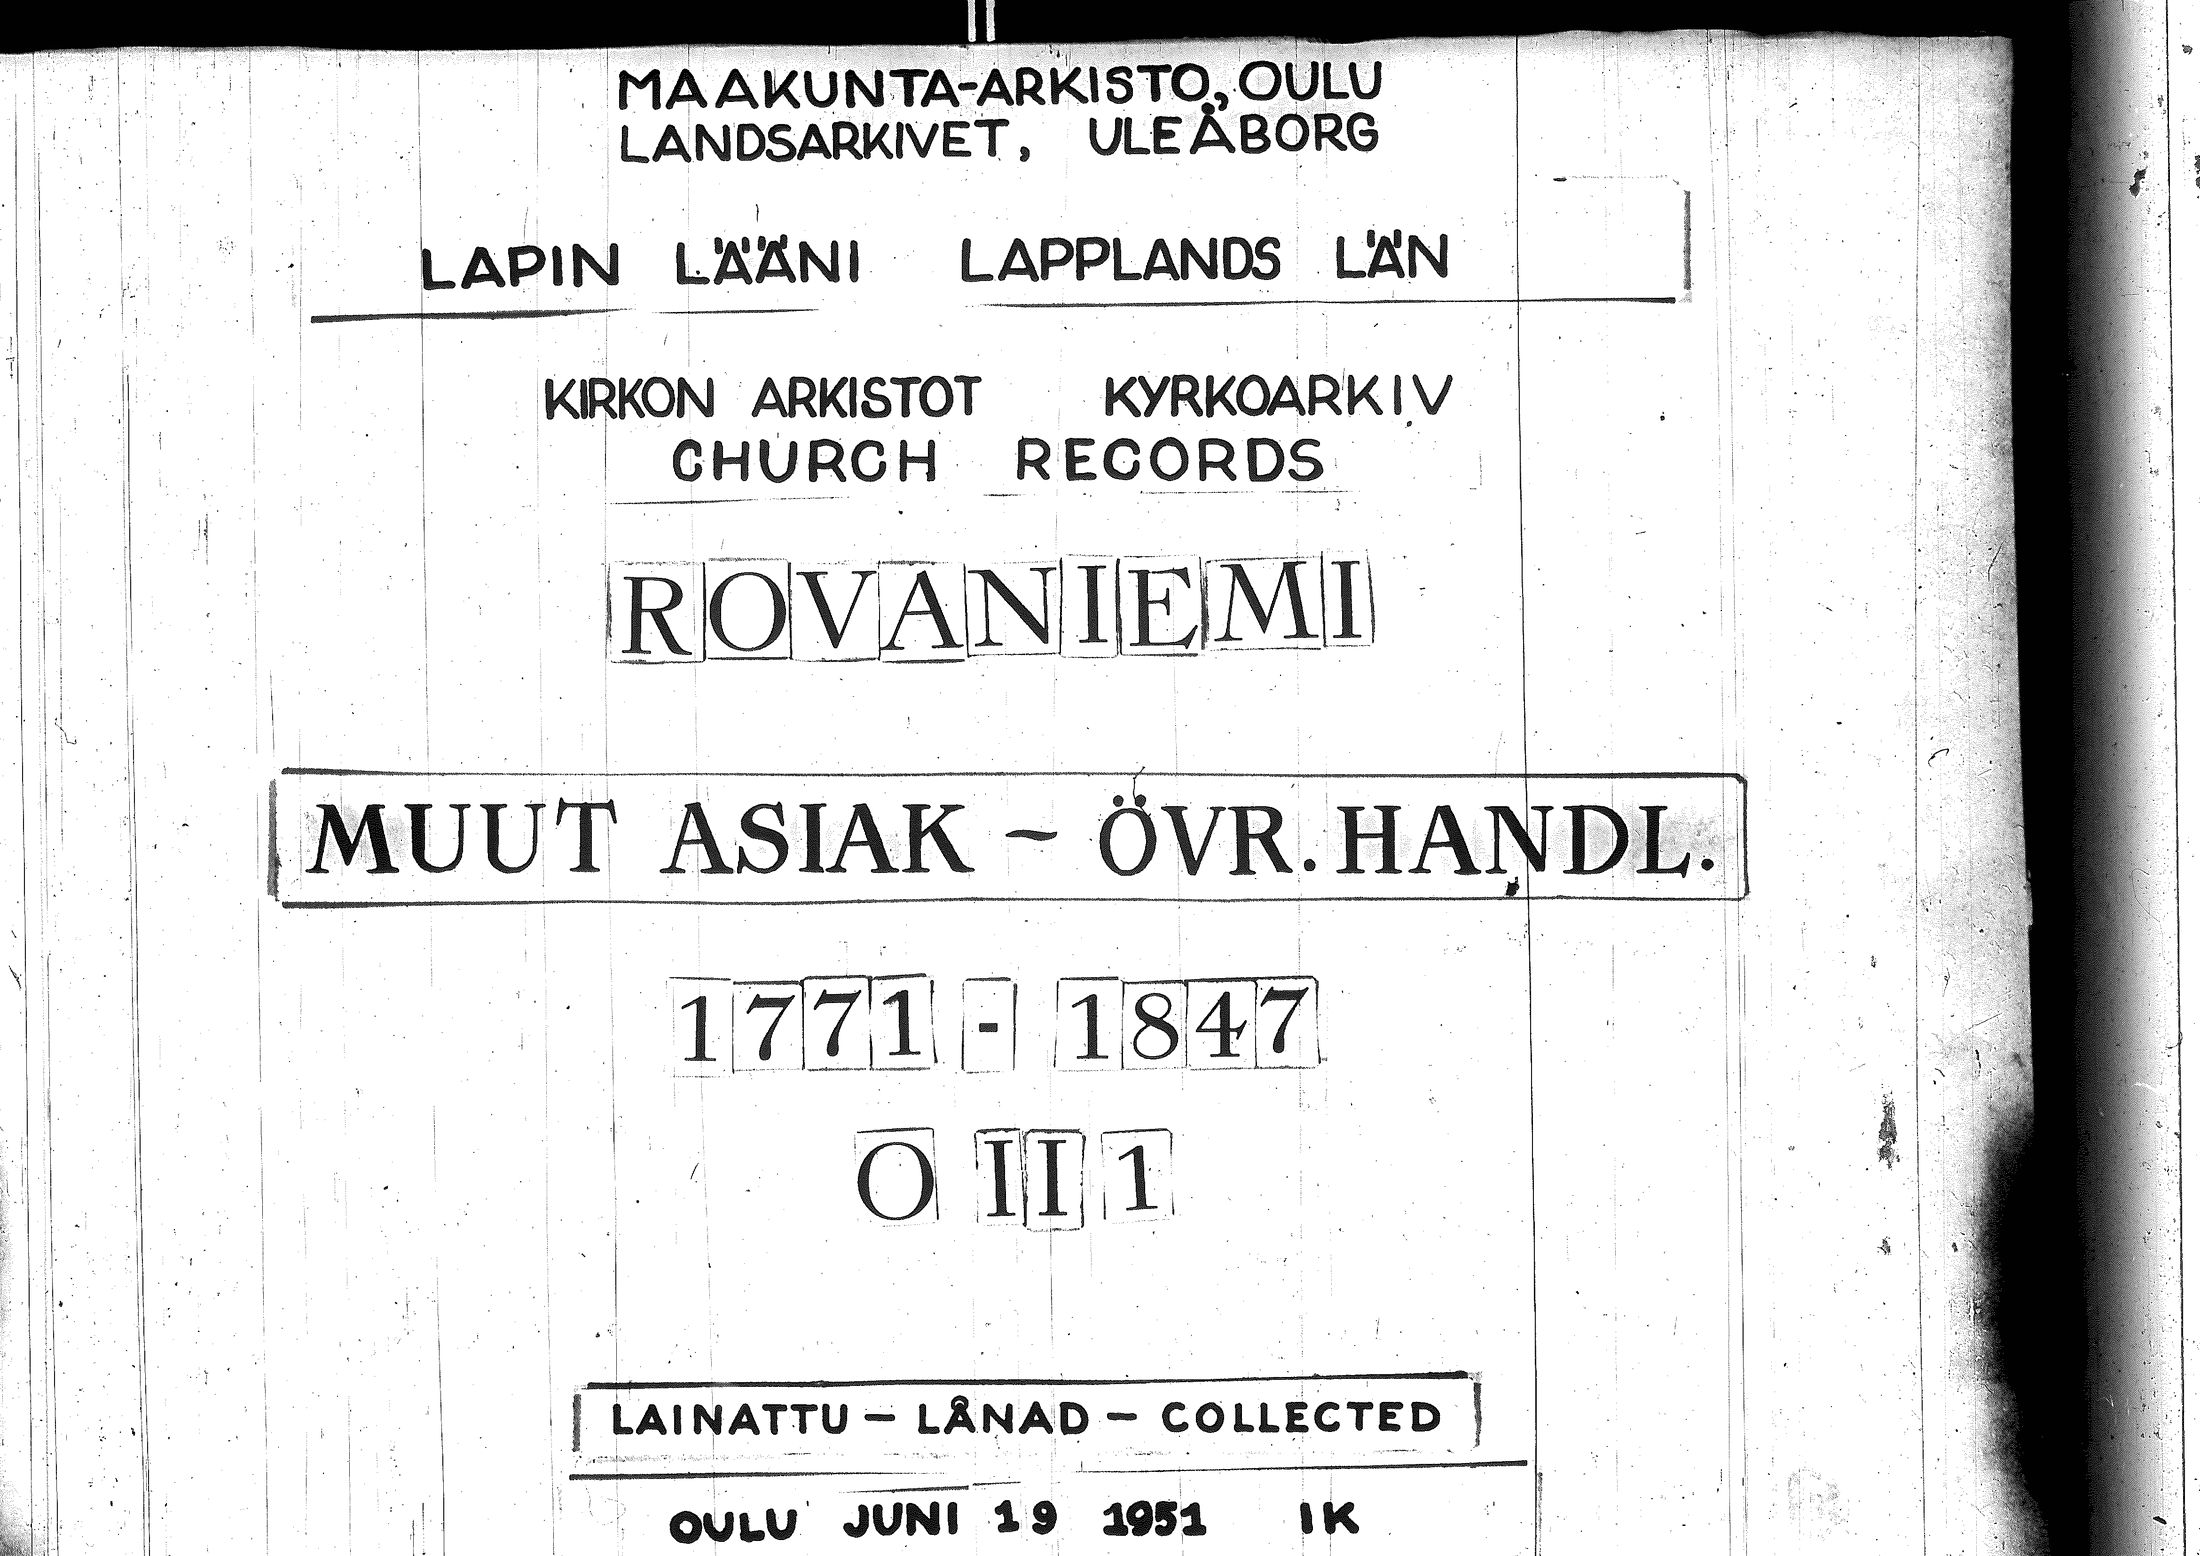 MAAKUNTA-ARKISTO, OULU
LANDSARKIVET, ULEÅBORG
LAPIN LÄÄNI LAPPLANDS LÄN
KIRKON ARKISTOT KYRKOARKIV
CHURCH RECORDS
ROVANIEMI
MUUT ASIAK ~ ÖVR. HANDL.
1771 - 1847
O II 1
LAINATTU - LÅNAD - COLLECTED
OULU JUNI 19 1951 IK